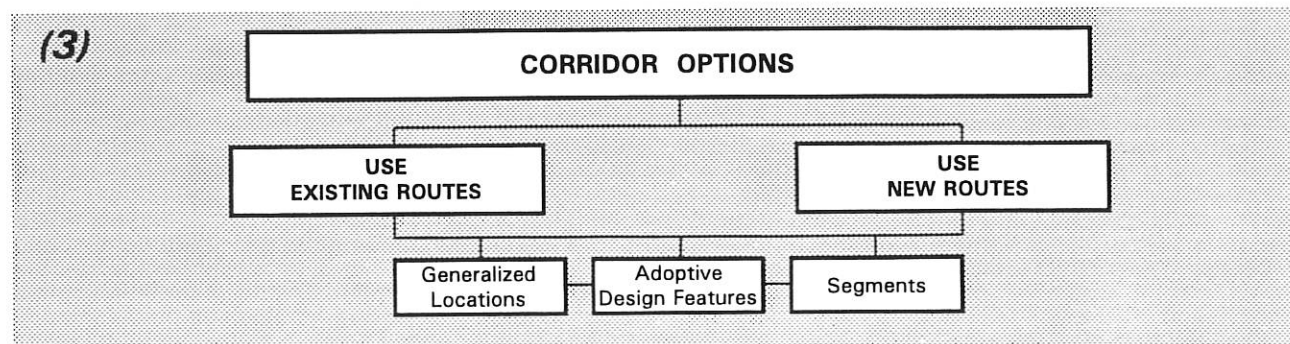 (3)
CORRIDOR OPTIONS
USE
EXISTING ROUTES
USE
NEW ROUTES
Generalized
Locations
Adoptive
Design Features
Segments